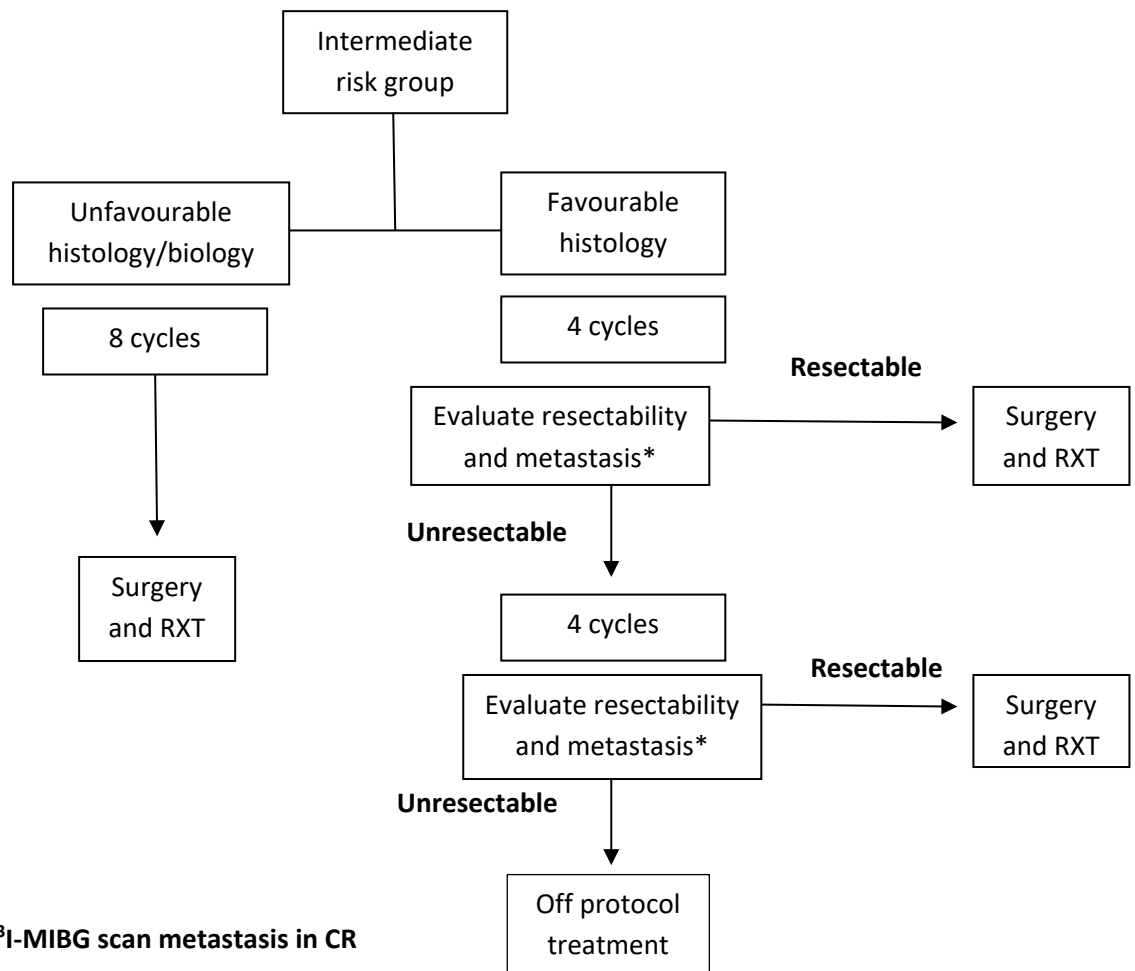 Intermediate
risk group
Unfavourable
histology/biology
Favourable
histology
8 cycles
4 cycles
Resectable
Evaluate resectability
and metastasis*
Surgery
and RXT
Unresectable
Surgery
and RXT
4 cycles
Resectable
Evaluate resectability
and metastasis*
Surgery
and RXT
Unresectable
Off protocol
treatment
³I-MIBG scan metastasis in CR